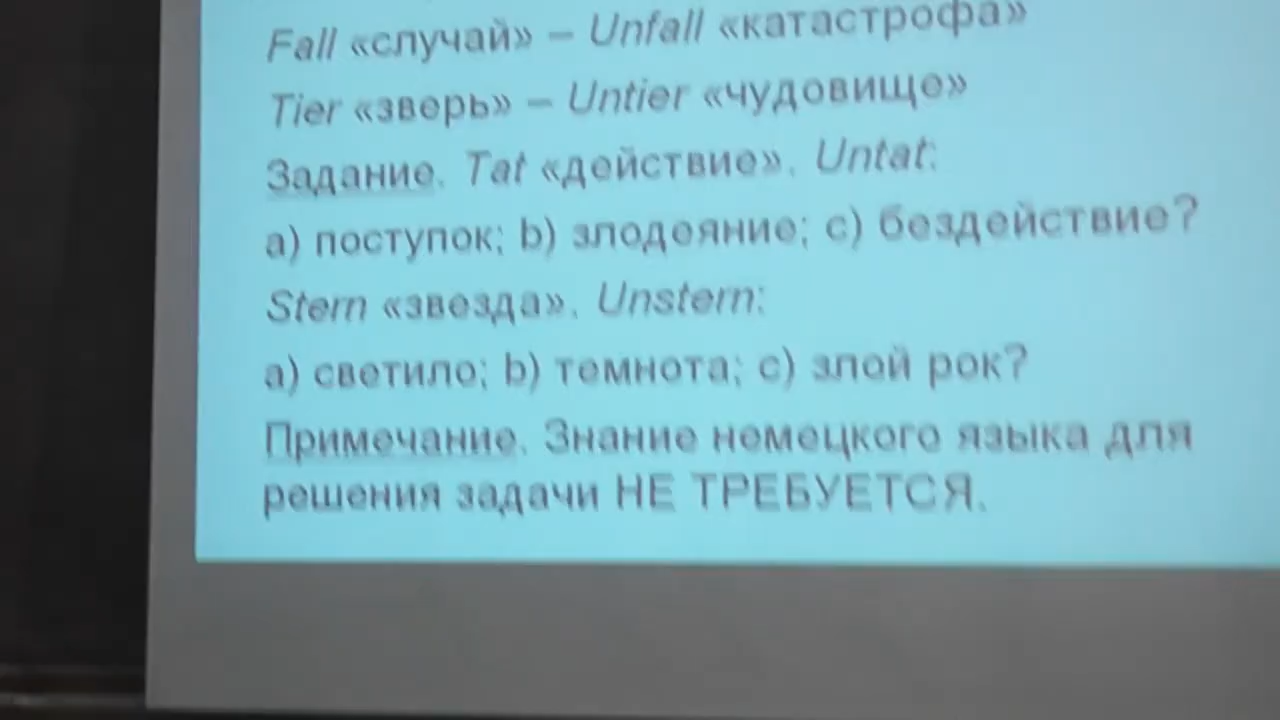 Fall «случай» – Unfall «катастрофа»
Tier «зверь» – Untier «чудовище»
Задание. Tat «действие». Untat:
a) поступок; b) злодеяние; c) бездействие?
Stern «звезда». Unstern:
a) светило; b) темнота; c) злой рок?
Примечание. Знание немецкого языка для
решения задачи НЕ ТРЕБУЕТСЯ.